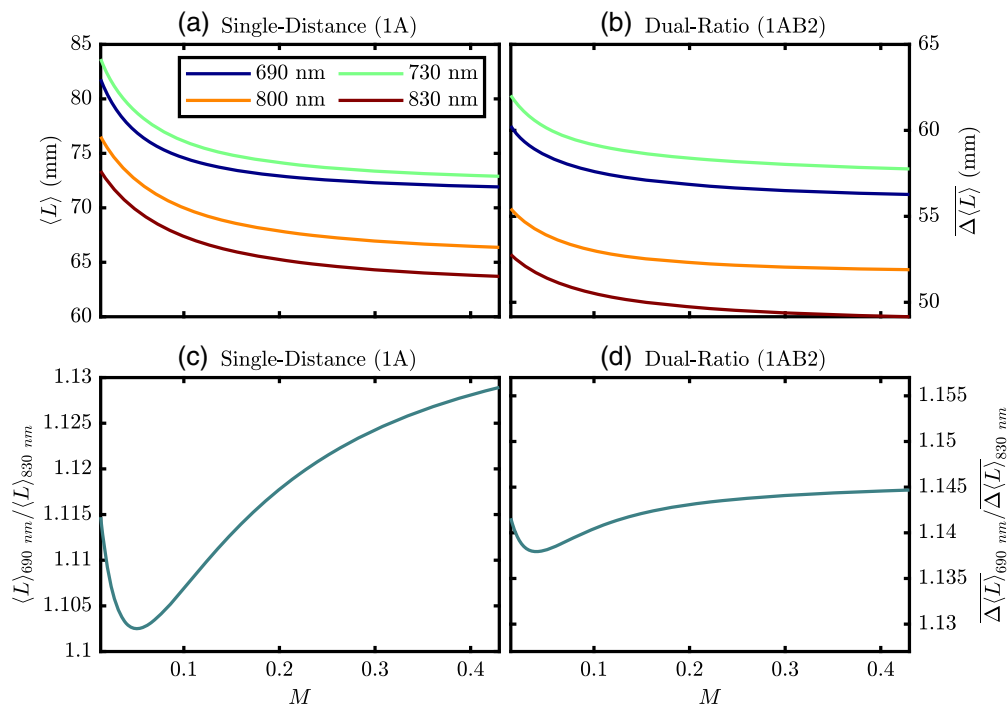 (a) Single-Distance (1A)
(b) Dual-Ratio (1AB2)
85
80
75
70
65
60
⟨L⟩ (mm)
690 nm
730 nm
800 nm
830 nm
65
60
55
50
Δ⟨L⟩ (mm)
(c) Single-Distance (1A)
(d) Dual-Ratio (1AB2)
1.13
1.125
1.12
1.115
1.11
1.105
1.1
⟨L⟩690 nm/⟨L⟩830 nm
0.1
0.2
0.3
0.4
M
1.155
1.15
1.145
1.14
1.135
1.13
Δ⟨L⟩690 nm/Δ⟨L⟩830 nm
0.1
0.2
0.3
0.4
M